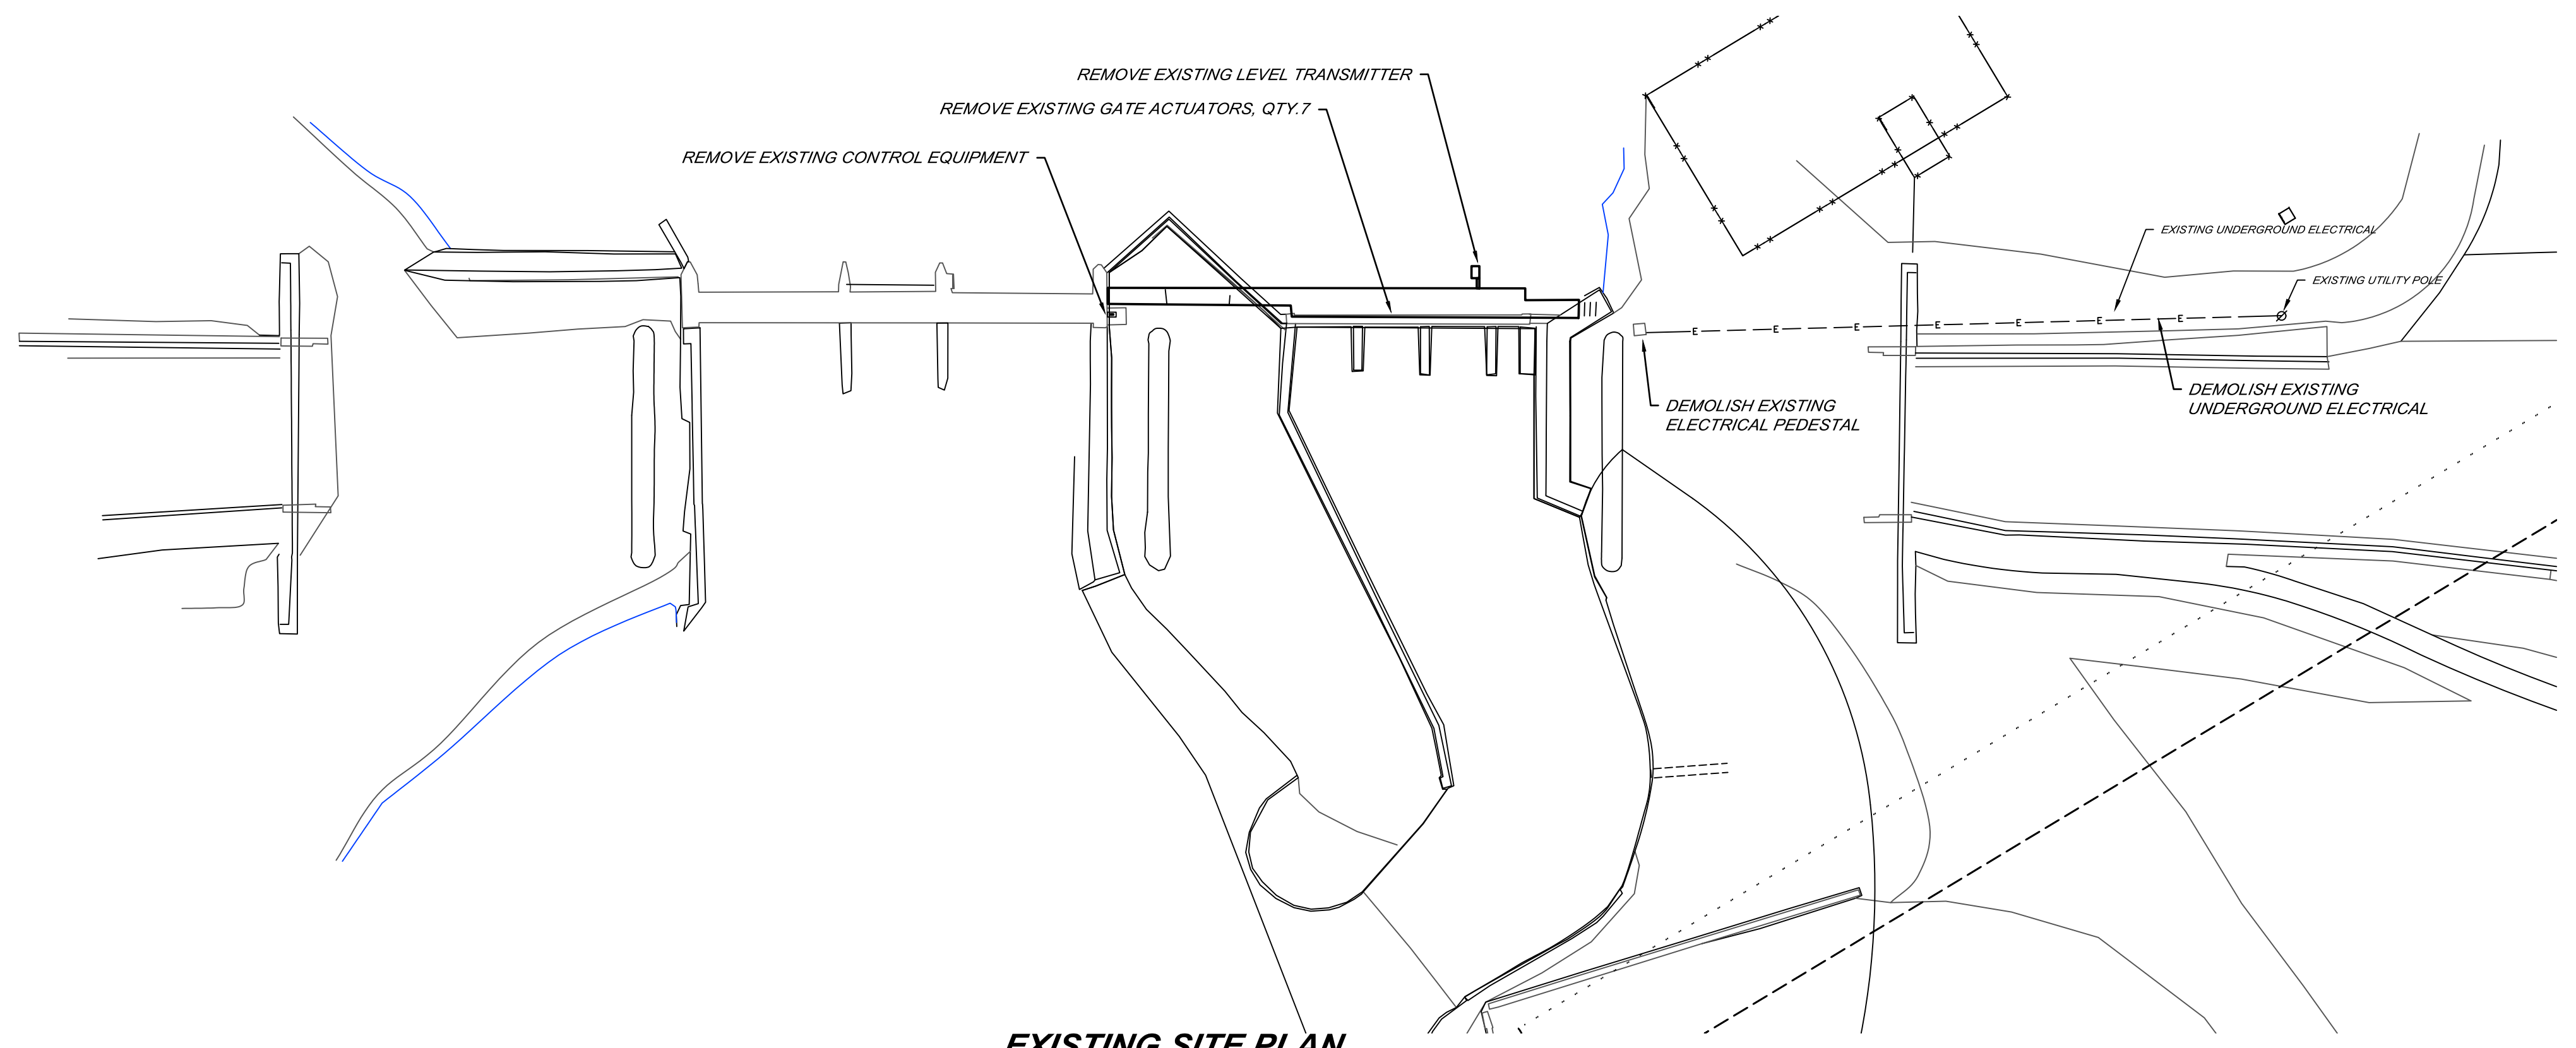 REMOVE EXISTING LEVEL TRANSMITTER
REMOVE EXISTING GATE ACTUATORS, QTY.7
REMOVE EXISTING CONTROL EQUIPMENT
EXISTING UNDERGROUND ELECTRICAL
EXISTING UTILITY POLE
E E E E E E E
DEMOLISH EXISTING
ELECTRICAL PEDESTAL
DEMOLISH EXISTING
UNDERGROUND ELECTRICAL
EXISTING SITE PLAN